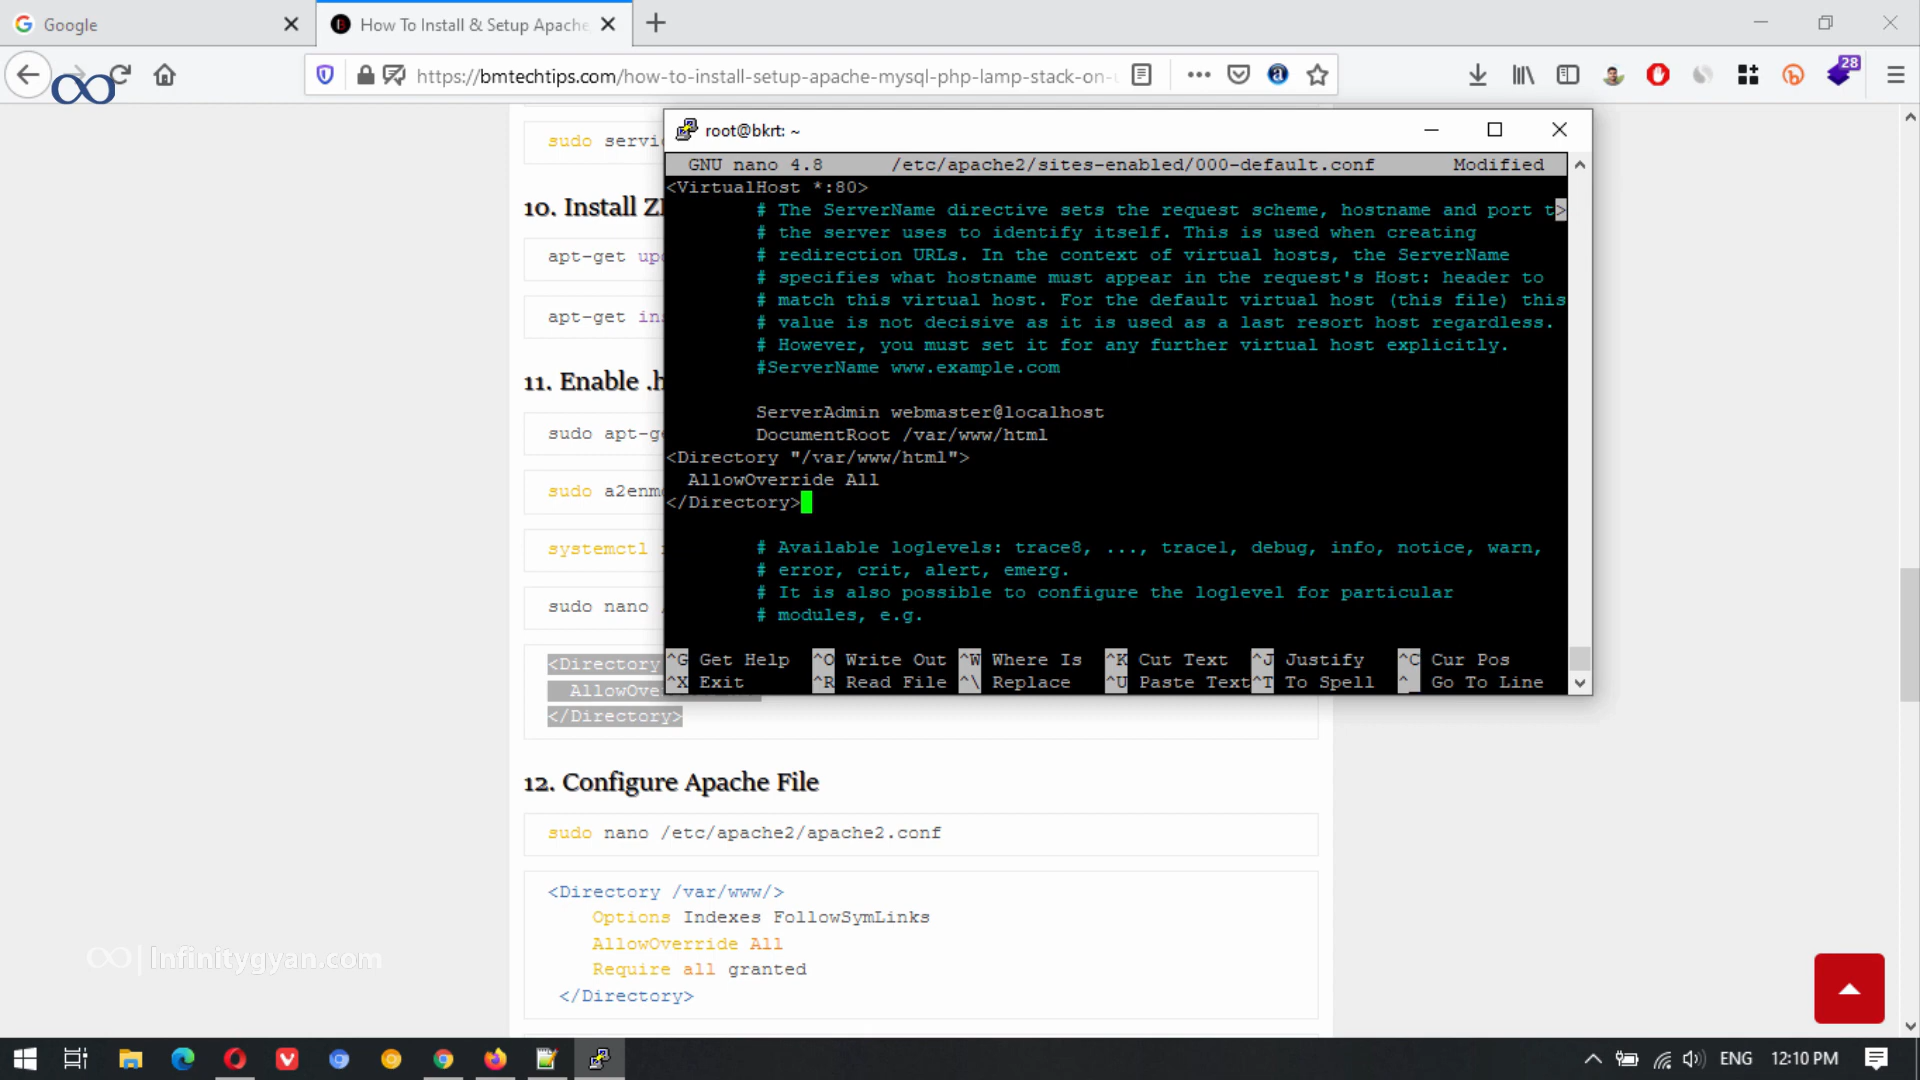 Google
How To Install & Setup Apache
https://bmtechtips.com/how-to-install-setup-apache-mysql-php-lamp-stack-on-u
28
sudo servi
10. Install Z
apt-get up
apt-get in
11. Enable .h
sudo apt-ge
sudo a2enm
systemctl
sudo nano /
<Directory
AllowOve
</Directory>
root@bkrt: ~
GNU nano 4.8 /etc/apache2/sites-enabled/000-default.conf Modified
<VirtualHost *:80>
# The ServerName directive sets the request scheme, hostname and port t>
# the server uses to identify itself. This is used when creating
# redirection URLs. In the context of virtual hosts, the ServerName
# specifies what hostname must appear in the request's Host: header to
# match this virtual host. For the default virtual host (this file) this
# value is not decisive as it is used as a last resort host regardless.
# However, you must set it for any further virtual host explicitly.
#ServerName www.example.com
ServerAdmin webmaster@localhost
DocumentRoot /var/www/html
<Directory "/var/www/html">
AllowOverride All
</Directory>
# Available loglevels: trace8, ..., trace1, debug, info, notice, warn,
# error, crit, alert, emerg.
# It is also possible to configure the loglevel for particular
# modules, e.g.
^G Get Help ^O Write Out ^W Where Is ^K Cut Text ^J Justify ^C Cur Pos
^X Exit ^R Read File ^\ Replace ^U Paste Text ^T To Spell ^_ Go To Line
12. Configure Apache File
sudo nano /etc/apache2/apache2.conf
<Directory /var/www/>
Options Indexes FollowSymLinks
AllowOverride All
Require all granted
</Directory>
Infinitygyan.com
ENG 12:10 PM